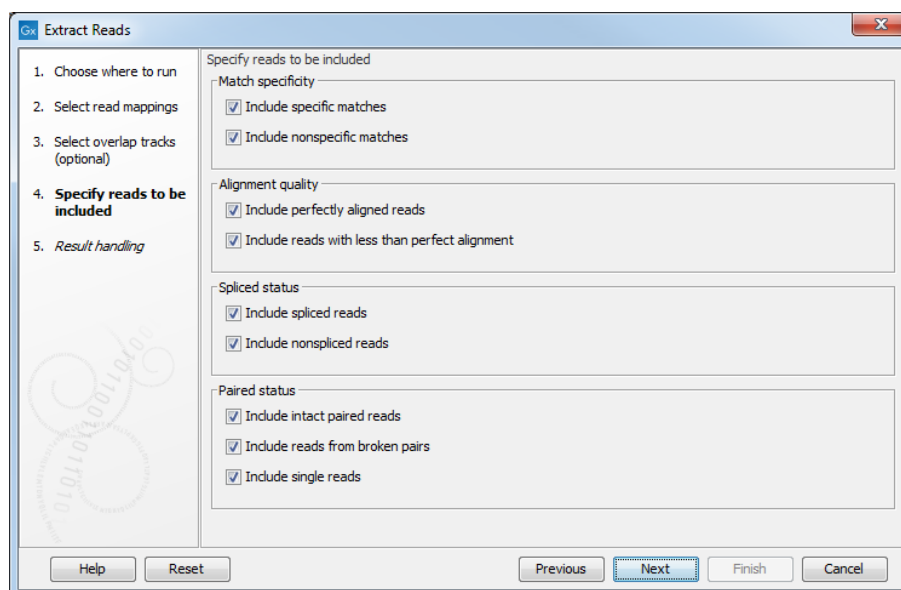 Gx Extract Reads
1. Choose where to run
2. Select read mappings
3. Select overlap tracks
(optional)
4. Specify reads to be
included
5. Result handling
Specify reads to be included
Match specificity
Include specific matches
Include nonspecific matches
Alignment quality
Include perfectly aligned reads
Include reads with less than perfect alignment
Spliced status
Include spliced reads
Include nonspliced reads
Paired status
Include intact paired reads
Include reads from broken pairs
Include single reads
Help Reset Previous Next Finish Cancel